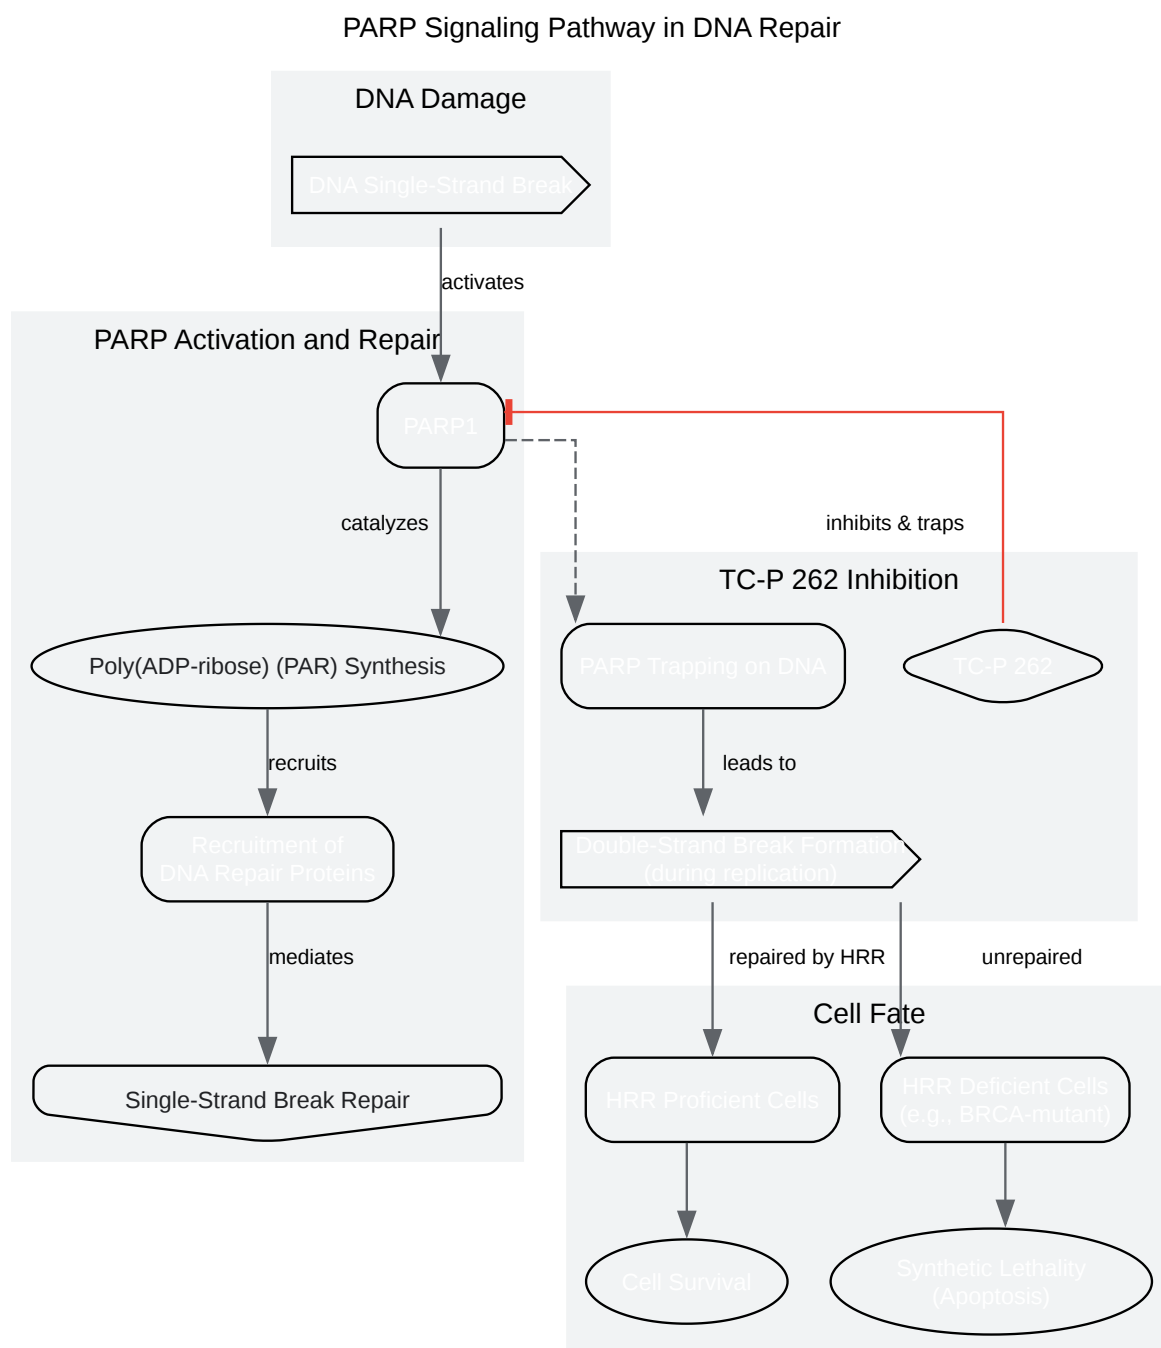 PARP Signaling Pathway in DNA Repair
DNA Damage
DNA Single-Strand Break
activates
PARP Activation and Repair
PARP1
catalyzes
inhibits & traps
TC-P 262 Inhibition
Poly(ADP-ribose) (PAR) Synthesis
PARP Trapping on DNA
TC-P 262
recruits
leads to
Recruitment of
DNA Repair Proteins
Double-Strand Break Formation
(during replication)
mediates
repaired by HRR
unrepaired
Cell Fate
Single-Strand Break Repair
HRR Proficient Cells
HRR Deficient Cells
(e.g., BRCA-mutant)
Cell Survival
Synthetic Lethality
(Apoptosis)